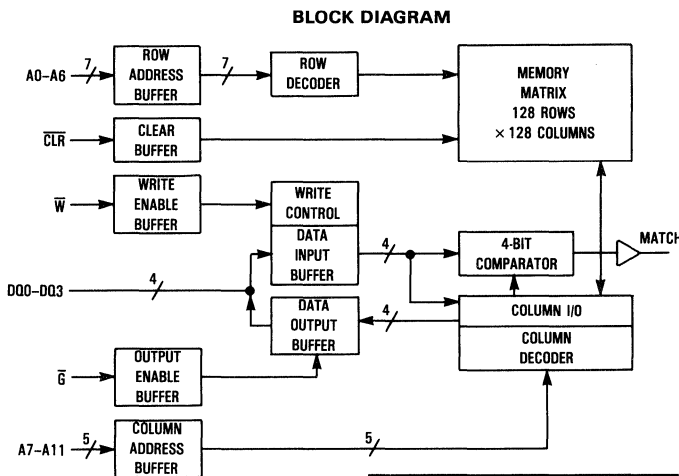 BLOCK DIAGRAM
A0–A6
7
ROW
ADDRESS
BUFFER
7
ROW
DECODER
MEMORY
MATRIX
128 ROWS
× 128 COLUMNS
CLR
CLEAR
BUFFER
W
WRITE
ENABLE
BUFFER
WRITE
CONTROL
DATA
INPUT
BUFFER
4
4-BIT
COMPARATOR
MATCH
DQ0–DQ3
4
DATA
OUTPUT
BUFFER
4
COLUMN I/O
COLUMN
DECODER
G
OUTPUT
ENABLE
BUFFER
A7–A11
5
COLUMN
ADDRESS
BUFFER
5